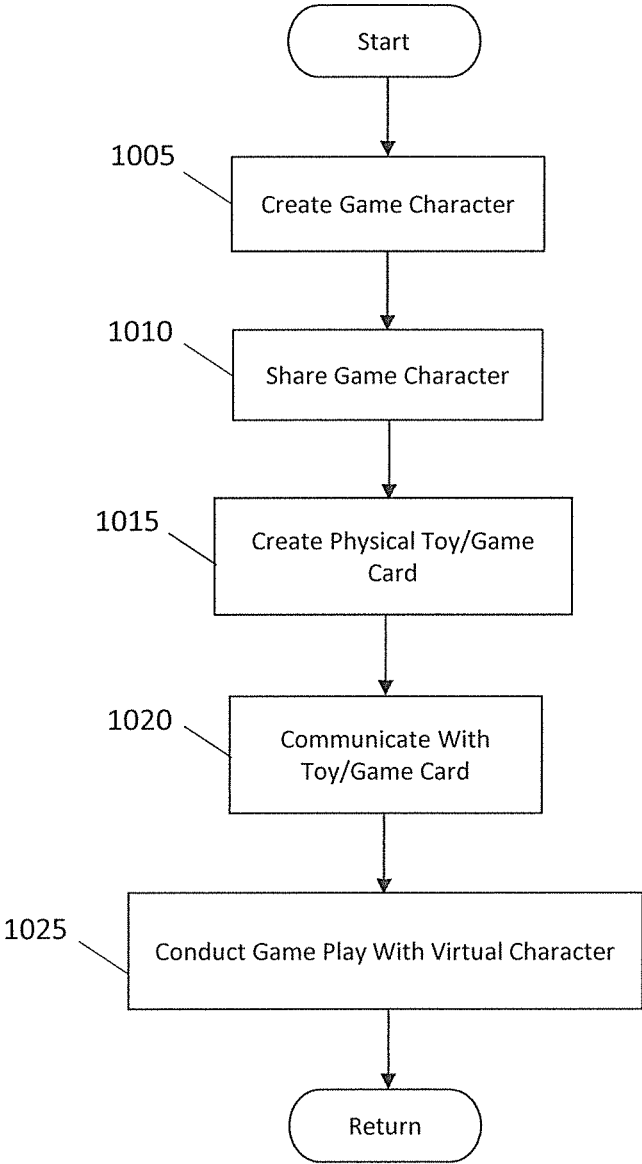 Start
1005
Create Game Character
1010
Share Game Character
1015
Create Physical Toy/Game
Card
1020
Communicate With
Toy/Game Card
1025
Conduct Game Play With Virtual Character
Return